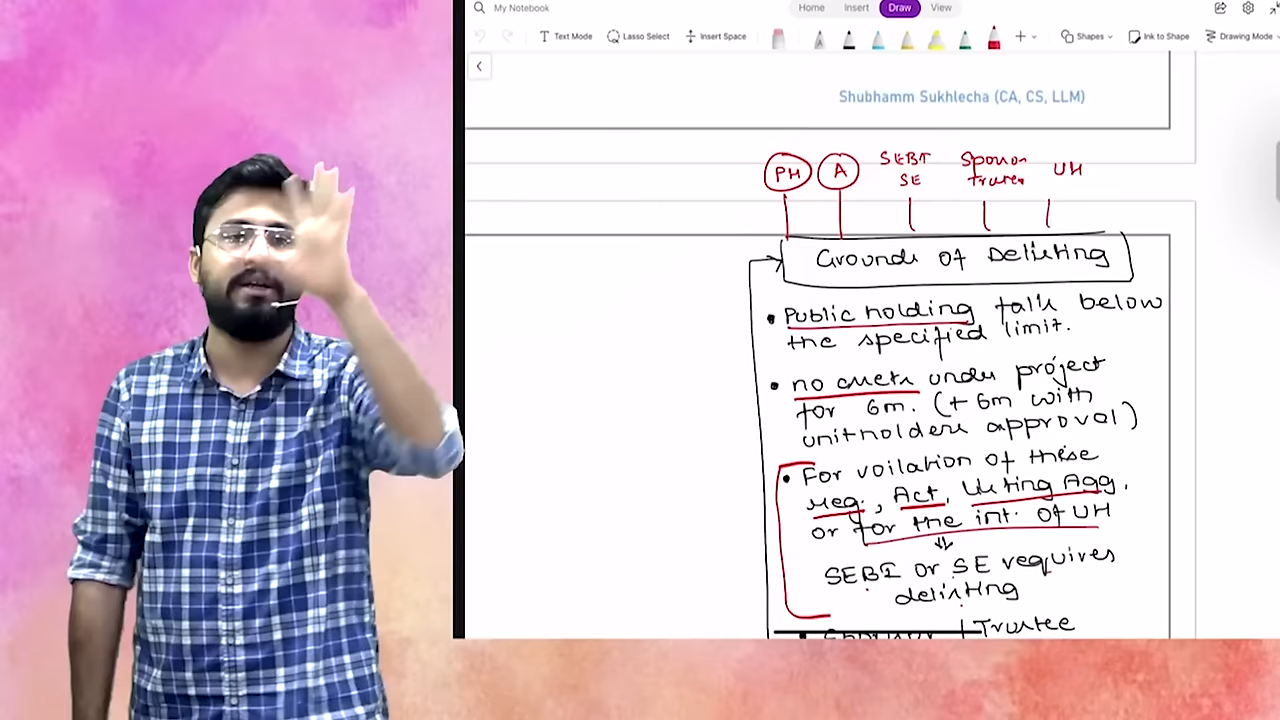 My Notebook
Home Insert Draw View
Text Mode Lasso Select Insert Space Shapes Ink to Shape Drawing Mode
Shubhamm Sukhlecha (CA, CS, LLM)
PH A SEBI Sponsor UH
SE Trustee
Grounds of Delisting
• Public holding falls below
the specified limit.
• no assets under project
for 6m. (+ 6m with
unitholders approval)
• For voilation of these
reg., Act, Listing Agg,
or for the int. of UH
SEBI or SE requires
delisting
• Sponsor / Trustee